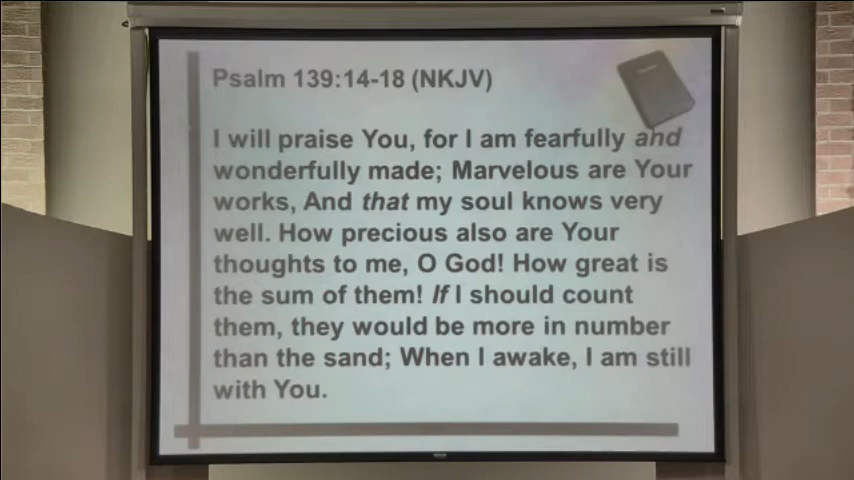 Psalm 139:14-18 (NKJV)
I will praise You, for I am fearfully and
wonderfully made; Marvelous are Your
works, And that my soul knows very
well. How precious also are Your
thoughts to me, O God! How great is
the sum of them! If I should count
them, they would be more in number
than the sand; When I awake, I am still
with You.